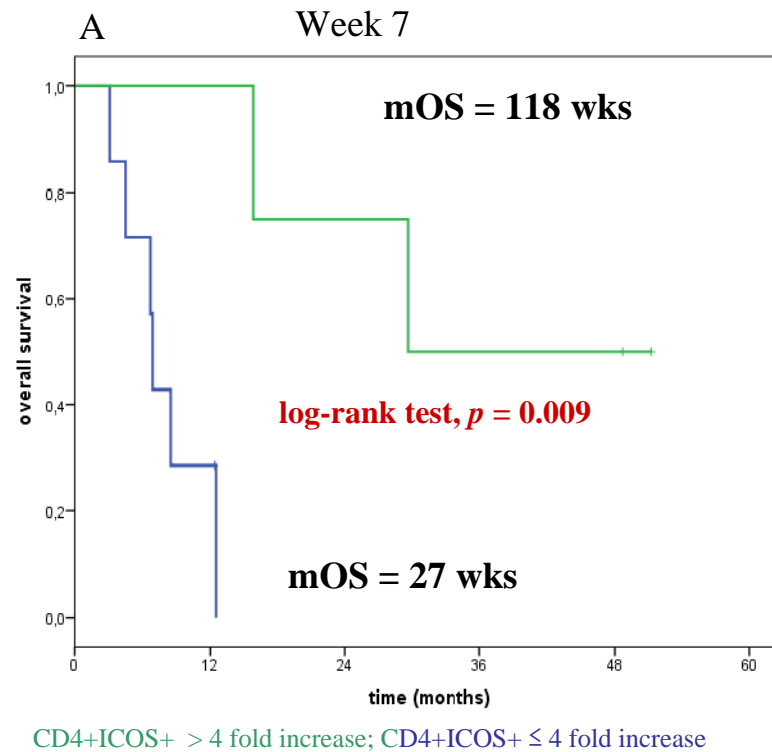 A Week 7
1,0
mOS = 118 wks
0,8
0,6
overall survival
0,4
log-rank test, p = 0.009
0,2
mOS = 27 wks
0,0
0 12 24 36 48 60
time (months)
CD4+ICOS+ > 4 fold increase; CD4+ICOS+ ≤ 4 fold increase